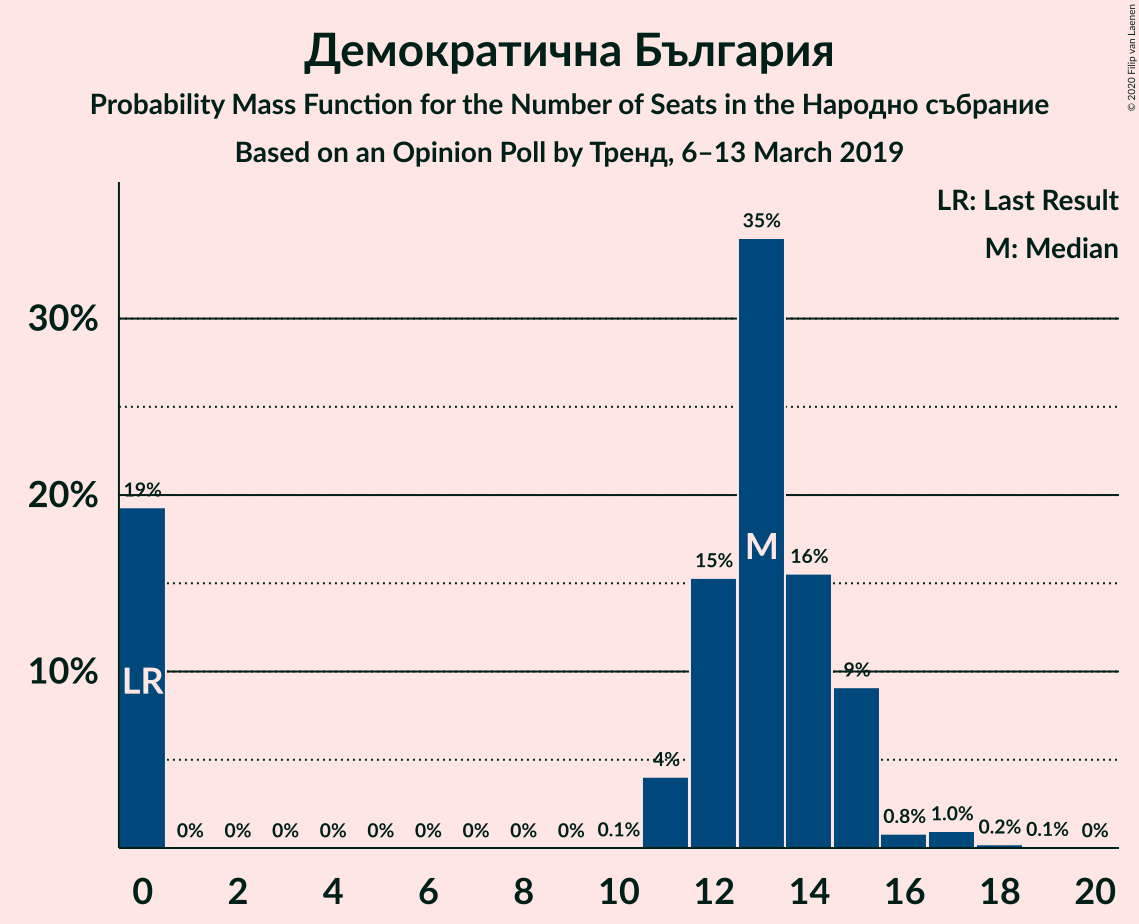 Демократична България
Probability Mass Function for the Number of Seats in the Народно събрание
Based on an Opinion Poll by Тренд, 6–13 March 2019
© 2020 Filip van Laenen
LR: Last Result
M: Median
35%
30%
20%
19%
M
15%
16%
10%
LR
9%
4%
0% 0% 0% 0% 0% 0% 0% 0% 0% 0.1% 0.8% 1.0% 0.2% 0.1% 0%
0 2 4 6 8 10 12 14 16 18 20